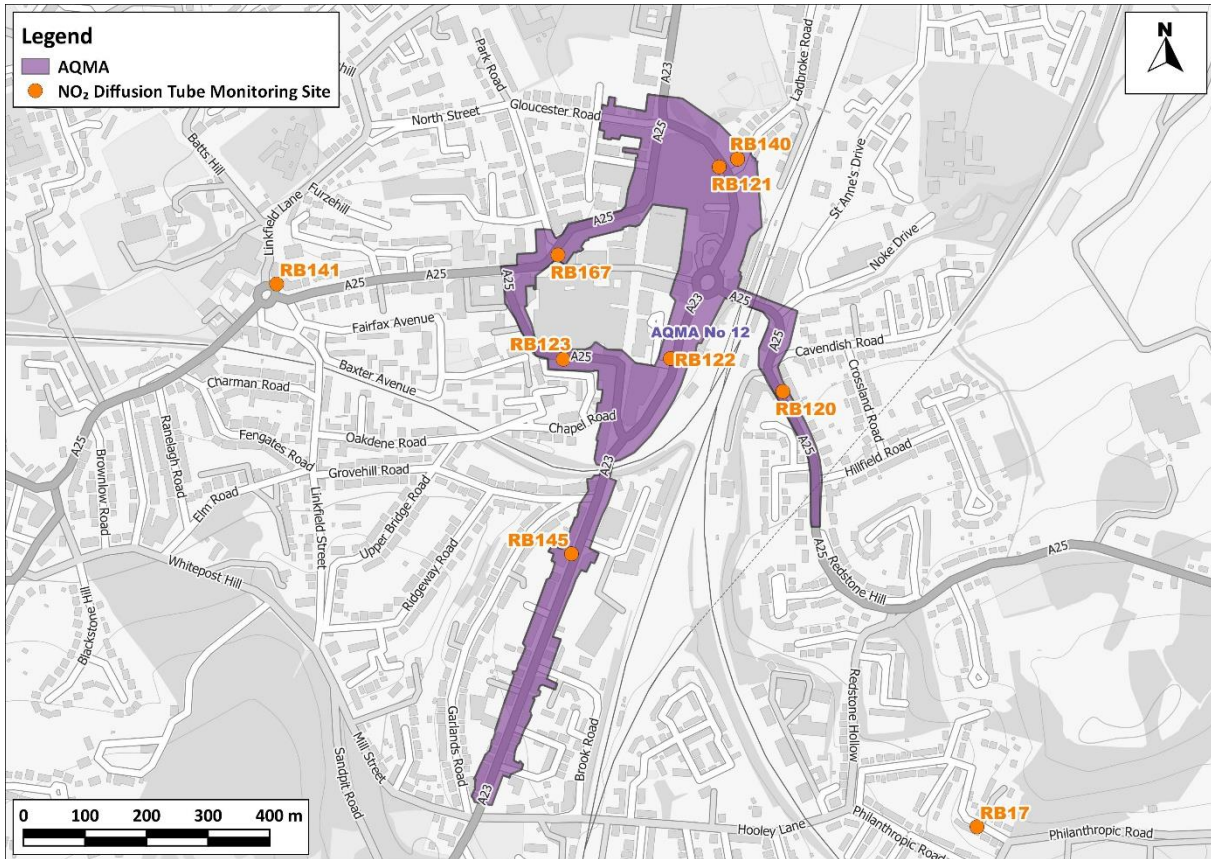 Legend
AQMA
NO₂ Diffusion Tube Monitoring Site
Park Road
A23
Ladbroke Road
Gloucester Road
North Street
A25
Batts Hill
Furzehill
Linkfield Lane
RB140
RB121
St Anne's Drive
Noke Drive
A25
RB167
RB141
A25
A25
A25
A23
A25
Fairfax Avenue
RB123
A25
AQMA No 12
RB122
A25
Cavendish Road
Baxter Avenue
Charman Road
Crossland Road
RB120
Chapel Road
A25
Ranelagh Road
Fengates Road
Oakdene Road
A25
Hillfield Road
Brownlow Road
Elm Road
Grovehill Road
A23
Linkfield Street
Upper Bridge Road
RB145
A25
A25
Whitepost Hill
Ridgeway Road
Redstone Hill
Blackstone Hill
Redstone Hollow
Garlands Road
Brook Road
Mill Street
Sandpit Road
A23
0 100 200 300 400 m
Hooley Lane
Philanthropic Road
RB17
Philanthropic Road